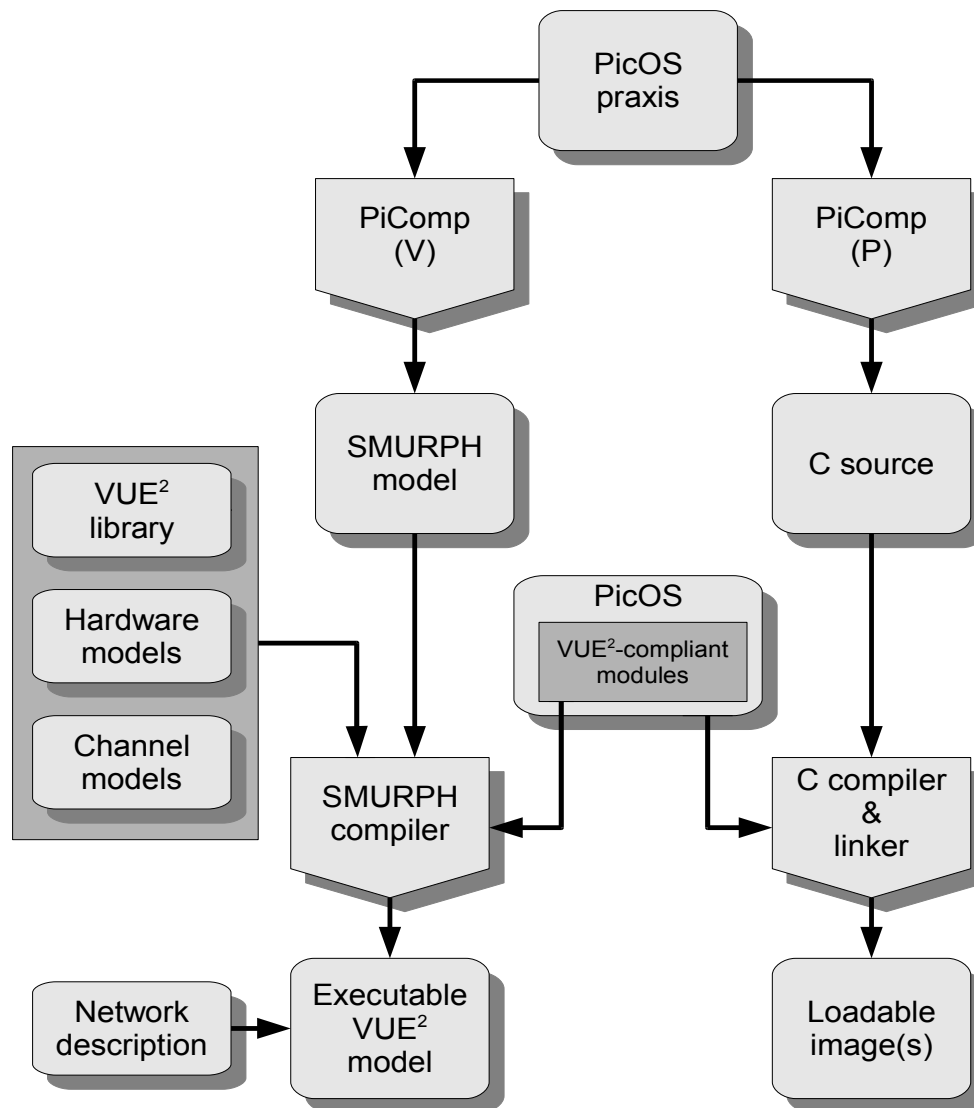 PicOS
praxis
PiComp
(V)
PiComp
(P)
SMURPH
model
C source
VUE²
library
Hardware
models
Channel
models
PicOS
VUE²-compliant
modules
SMURPH
compiler
C compiler
&
linker
Network
description
Executable
VUE²
model
Loadable
image(s)